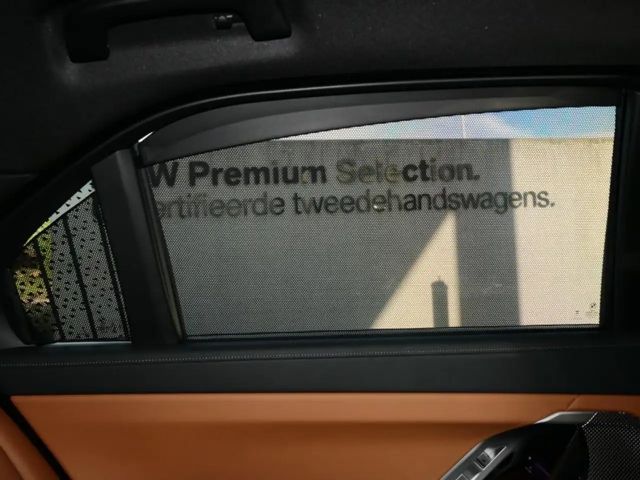 W Premium Selection.
ertifieerde tweedehandswagens.